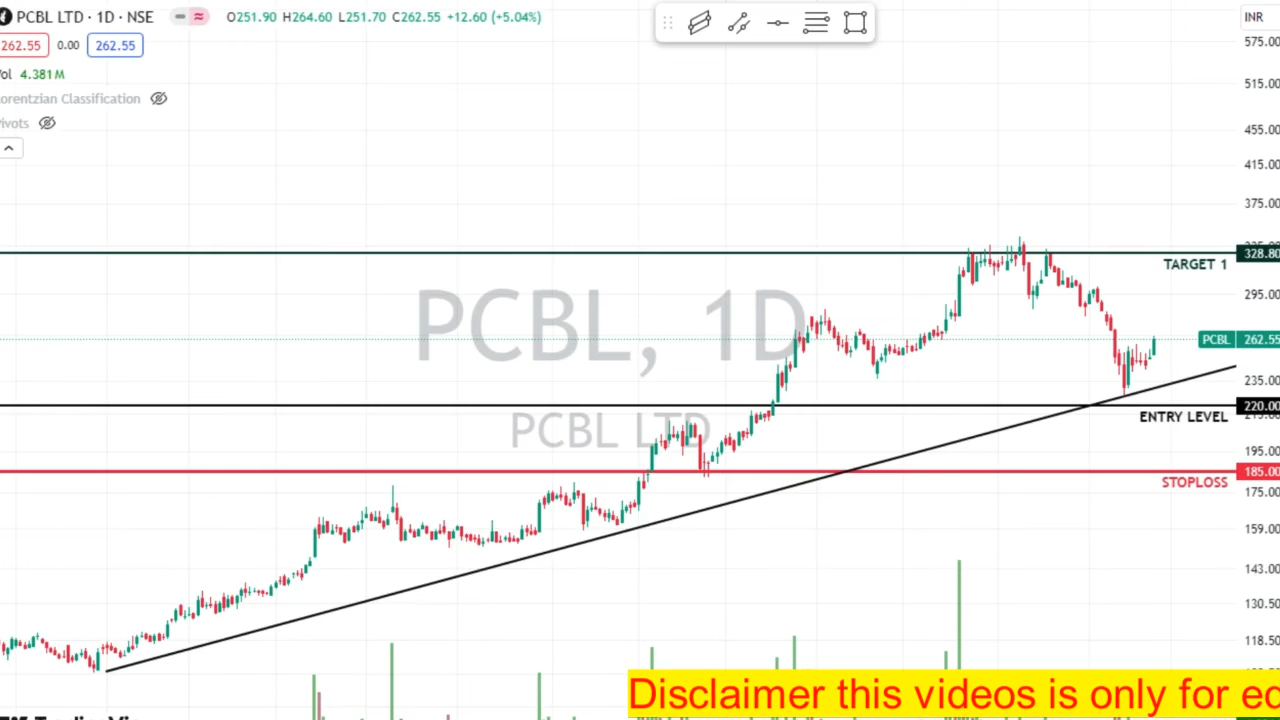 PCBL LTD · 1D · NSE
O251.90 H264.60 L251.70 C262.55 +12.60 (+5.04%)
INR
262.55 0.00 262.55
ol 4.381M
orentzian Classification
ivots
575.00
515.00
455.00
415.00
375.00
328.80
TARGET 1
295.00
PCBL, 1D
PCBL 262.55
235.00
220.00
ENTRY LEVEL
PCBL LTD
195.00
185.00
STOPLOSS
175.00
159.00
143.00
130.50
118.50
Disclaimer this videos is only for ed